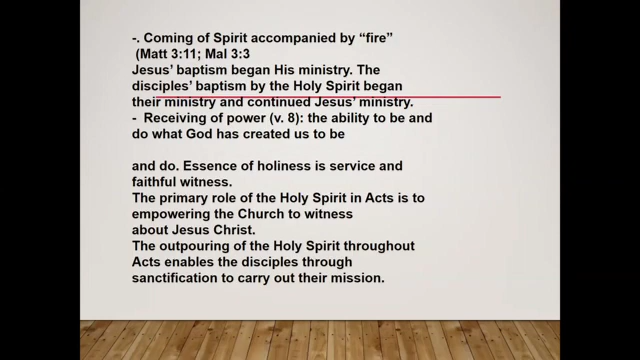 -. Coming of Spirit accompanied by “fire”
(Matt 3:11; Mal 3:3
Jesus’ baptism began His ministry. The
disciples’ baptism by the Holy Spirit began
their ministry and continued Jesus’ ministry.
- Receiving of power (v. 8): the ability to be and
do what God has created us to be
and do. Essence of holiness is service and
faithful witness.
The primary role of the Holy Spirit in Acts is to
empowering the Church to witness
about Jesus Christ.
The outpouring of the Holy Spirit throughout
Acts enables the disciples through
sanctification to carry out their mission.